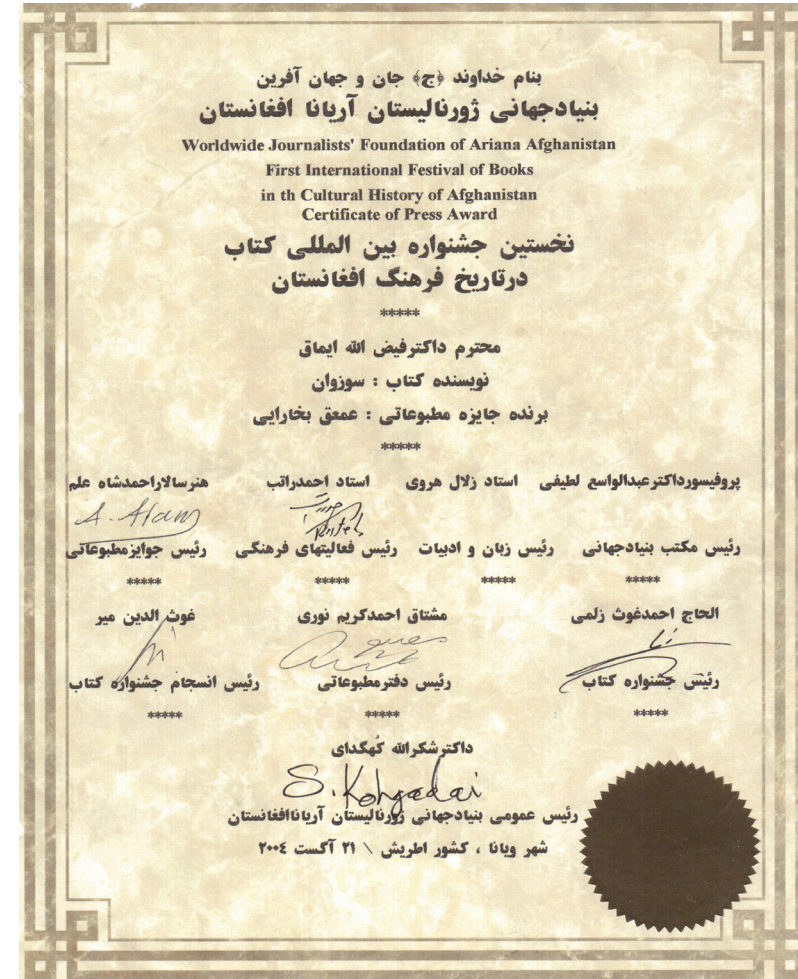 بنام خداوند ﴿ج﴾ جان و جهان آفرین
بنیادجهانی ژورنالیستان آریانا افغانستان
Worldwide Journalists' Foundation of Ariana Afghanistan
First International Festival of Books
in th Cultural History of Afghanistan
Certificate of Press Award
نخستین جشنواره بین المللی کتاب
درتاریخ فرهنگ افغانستان
*****
محترم داکترفیض الله ایماق
نویسنده کتاب : سوزوان
برنده جایزه مطبوعاتی : عمعق بخارایی
*****
پروفیسورداکترعبدالواسع لطیفی استاد زلال هروی استاد احمدراتب هنرسالاراحمدشاه علم
A. Alam
رئیس مکتب بنیادجهانی رئیس زبان و ادبیات رئیس فعالیتهای فرهنگی رئیس جوایزمطبوعاتی
***** ***** ***** *****
الحاج احمدغوث زلمی مشتاق احمدکریم نوری غوث الدین میر
رئیس جشنواره کتاب رئیس دفترمطبوعاتی رئیس انسجام جشنواره کتاب
***** ***** *****
داکترشکرالله کُهگدای
S. Kohgadai
رئیس عمومی بنیادجهانی ژورنالیستان آریاناافغانستان
شهر ویانا ، کشور اطریش \ ۲۱ آگست ۲۰۰٤